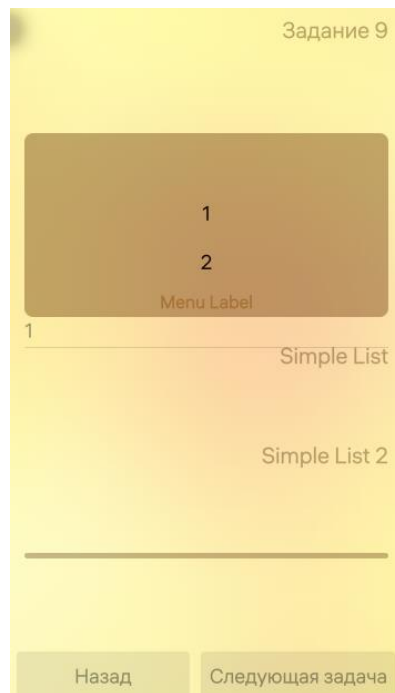 Задание 9
1
2
Menu Label
1
Simple List
Simple List 2
Назад
Следующая задача